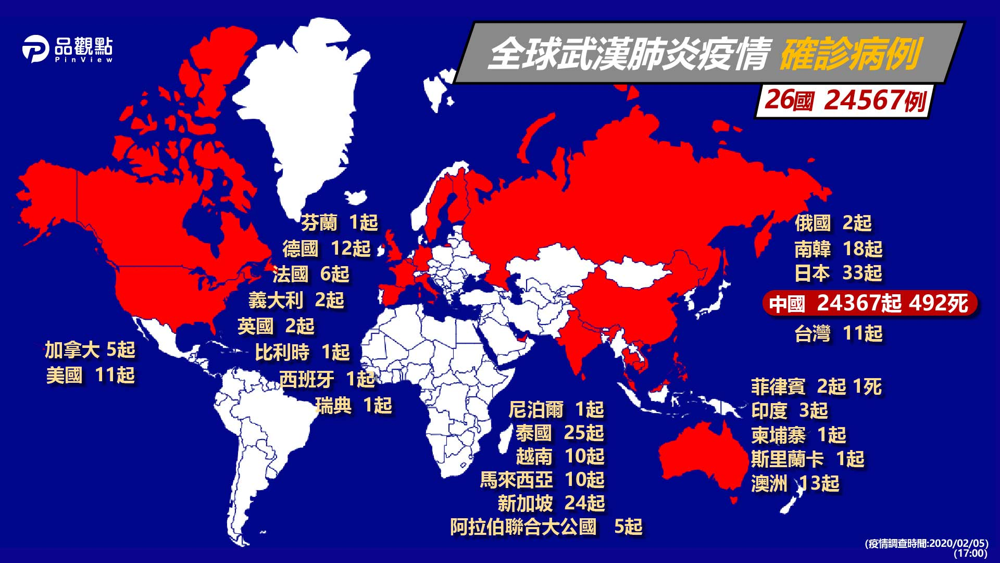 品觀點
PinView
全球武漢肺炎疫情 確診病例
26國 24567例
芬蘭 1起
德國 12起
法國 6起
義大利 2起
英國 2起
比利時 1起
西班牙 1起
瑞典 1起
加拿大 5起
美國 11起
俄國 2起
南韓 18起
日本 33起
中國 24367起 492死
台灣 11起
尼泊爾 1起
泰國 25起
越南 10起
馬來西亞 10起
新加坡 24起
阿拉伯聯合大公國 5起
菲律賓 2起 1死
印度 3起
柬埔寨 1起
斯里蘭卡 1起
澳洲 13起
(疫情調查時間:2020/02/05)
(17:00)